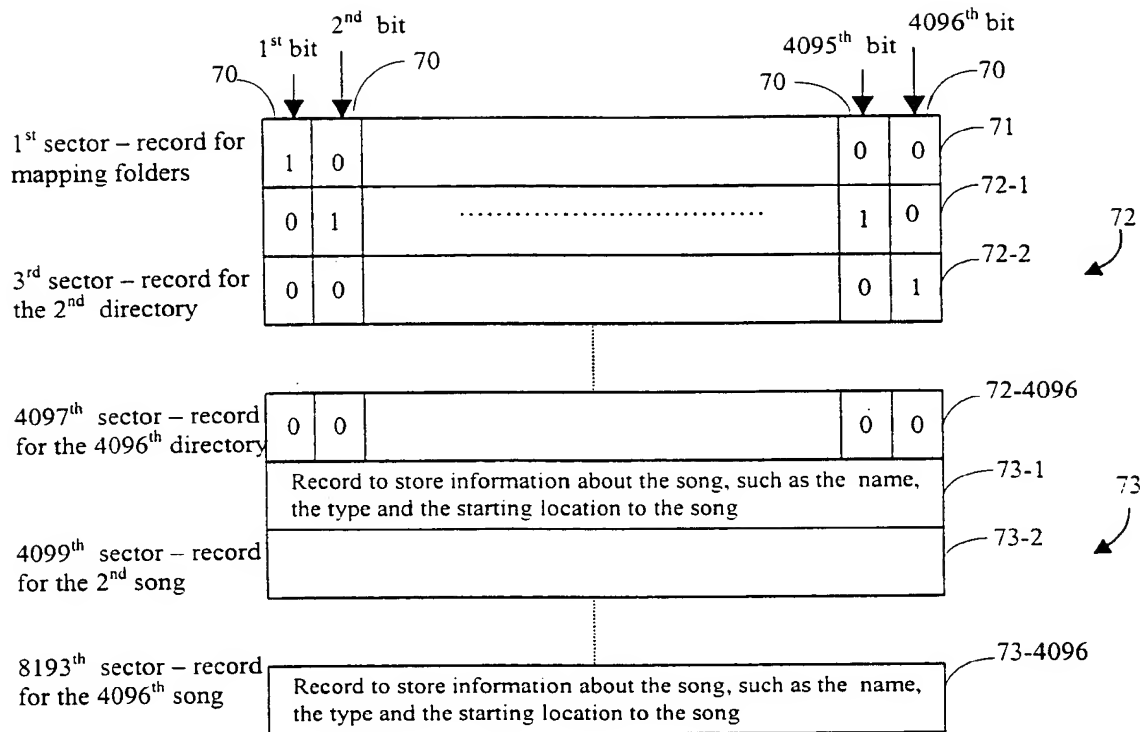 1st bit
2nd bit
4095th bit
4096th bit
70
70
70
70
1st sector – record for
mapping folders
1 0 0 0
71
0 1 .............................. 1 0
72-1
72
3rd sector – record for
the 2nd directory
0 0 0 1
72-2
4097th sector – record
for the 4096th directory
0 0 0 0
72-4096
Record to store information about the song, such as the name,
the type and the starting location to the song
73-1
73
4099th sector – record
for the 2nd song
73-2
8193th sector – record
for the 4096th song
Record to store information about the song, such as the name,
the type and the starting location to the song
73-4096